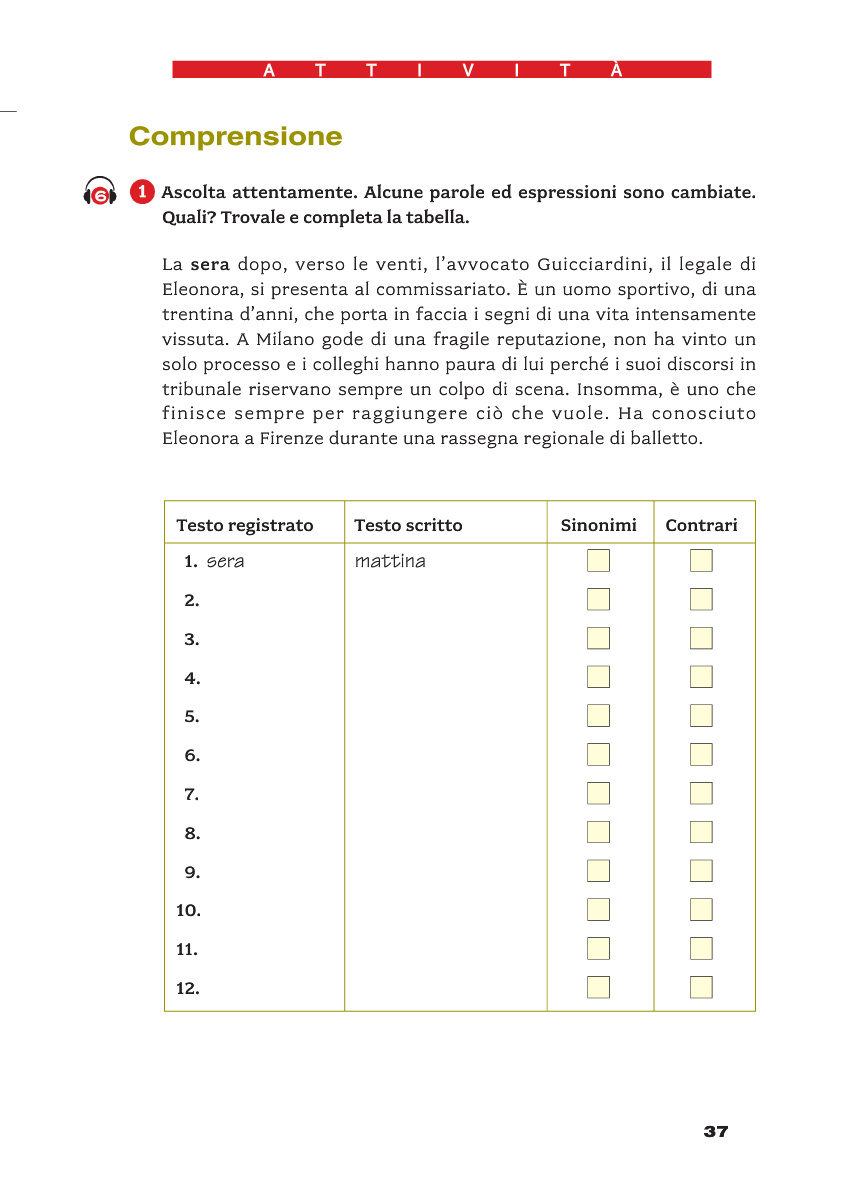 ATTIVITÀ
Comprensione
6 1 Ascolta attentamente. Alcune parole ed espressioni sono cambiate.
Quali? Trovale e completa la tabella.
La sera dopo, verso le venti, l’avvocato Guicciardini, il legale di
Eleonora, si presenta al commissariato. È un uomo sportivo, di una
trentina d’anni, che porta in faccia i segni di una vita intensamente
vissuta. A Milano gode di una fragile reputazione, non ha vinto un
solo processo e i colleghi hanno paura di lui perché i suoi discorsi in
tribunale riservano sempre un colpo di scena. Insomma, è uno che
finisce sempre per raggiungere ciò che vuole. Ha conosciuto
Eleonora a Firenze durante una rassegna regionale di balletto.
Testo registrato Testo scritto Sinonimi Contrari
1. sera mattina
2.
3.
4.
5.
6.
7.
8.
9.
10.
11.
12.
37